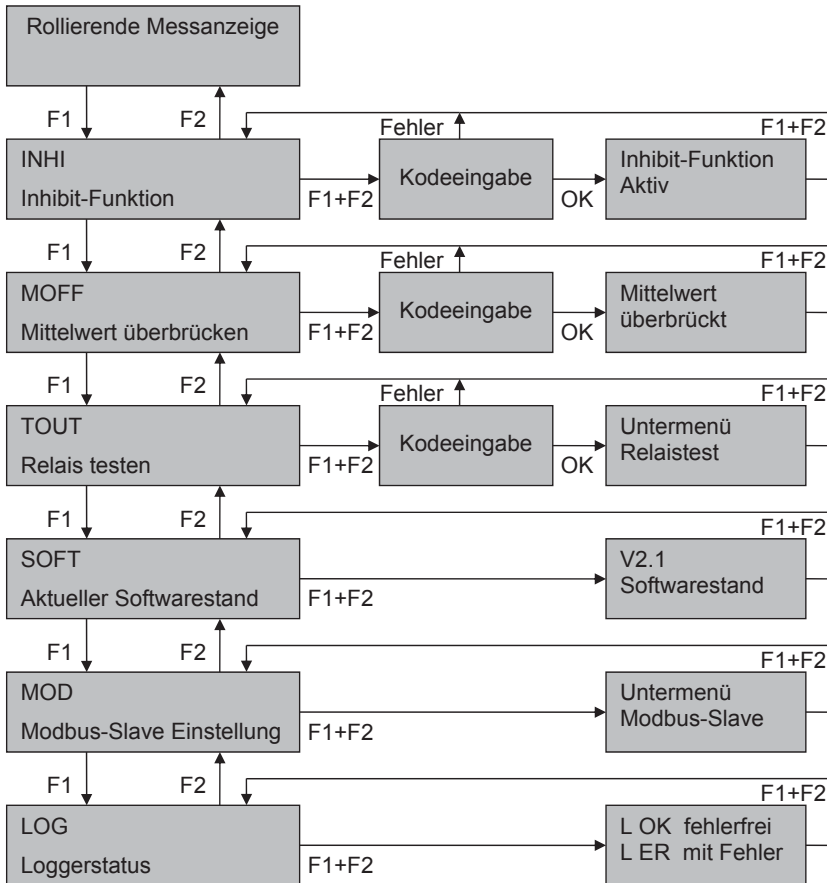 Rollierende Messanzeige
F1 F2 Fehler F1+F2
INHI
Inhibit-Funktion
F1+F2
Kodeeingabe
OK
Inhibit-Funktion
Aktiv
F1 F2 Fehler F1+F2
MOFF
Mittelwert überbrücken
F1+F2
Kodeeingabe
OK
Mittelwert
überbrückt
F1 F2 Fehler F1+F2
TOUT
Relais testen
F1+F2
Kodeeingabe
OK
Untermenü
Relaistest
F1 F2 F1+F2
SOFT
Aktueller Softwarestand
F1+F2
V2.1
Softwarestand
F1 F2 F1+F2
MOD
Modbus-Slave Einstellung
F1+F2
Untermenü
Modbus-Slave
F1 F2 F1+F2
LOG
Loggerstatus
F1+F2
L OK fehlerfrei
L ER mit Fehler